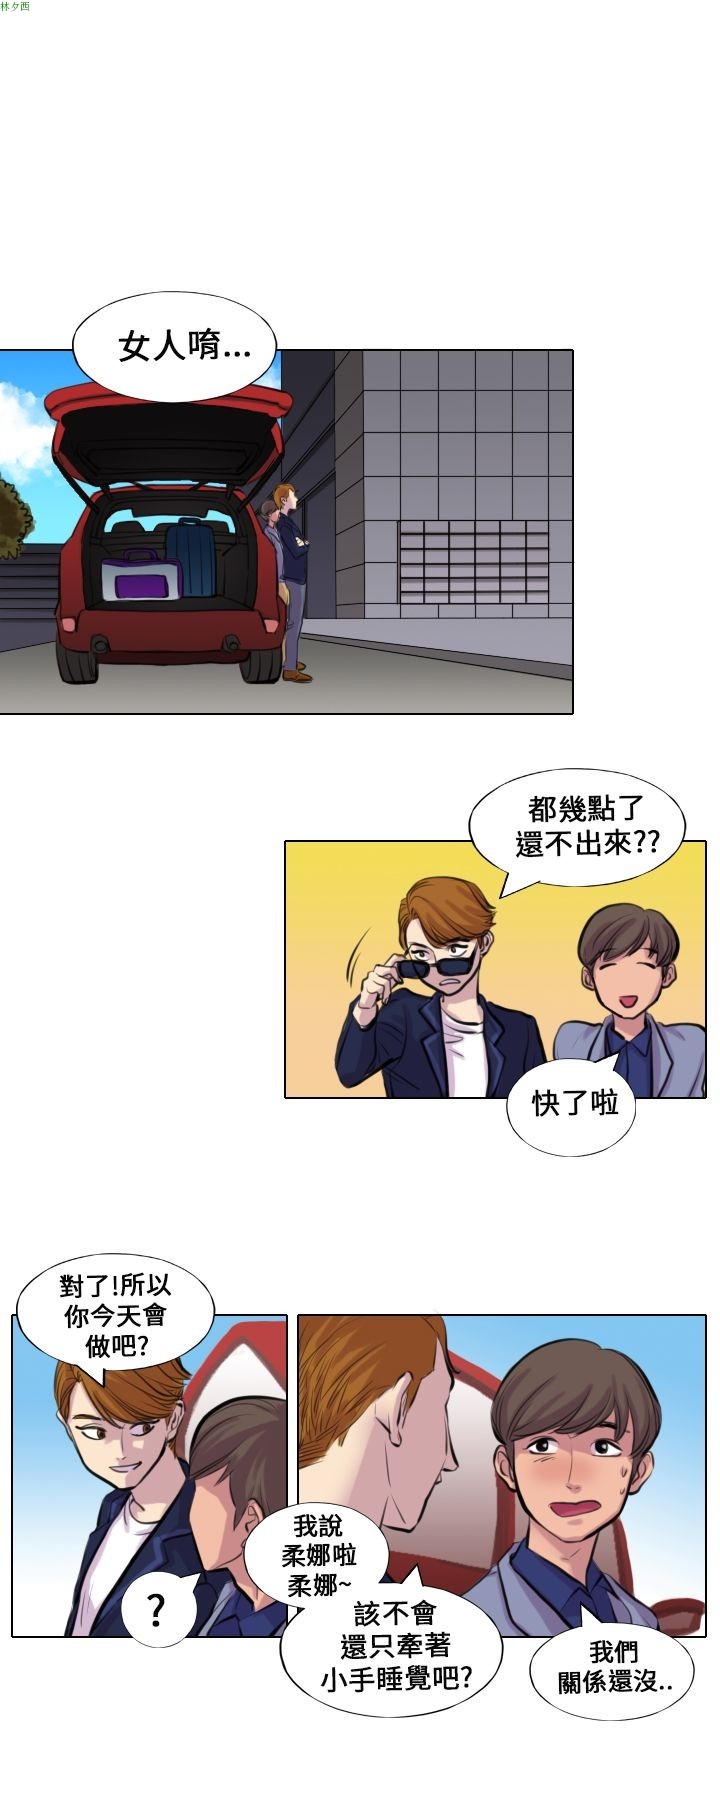 林夕西
女人唷...
都幾點了
還不出來??
快了啦
對了!所以
你今天會
做吧?
?
我說
柔娜啦
柔娜~
該不會
還只牽著
小手睡覺吧?
我們
關係還沒..